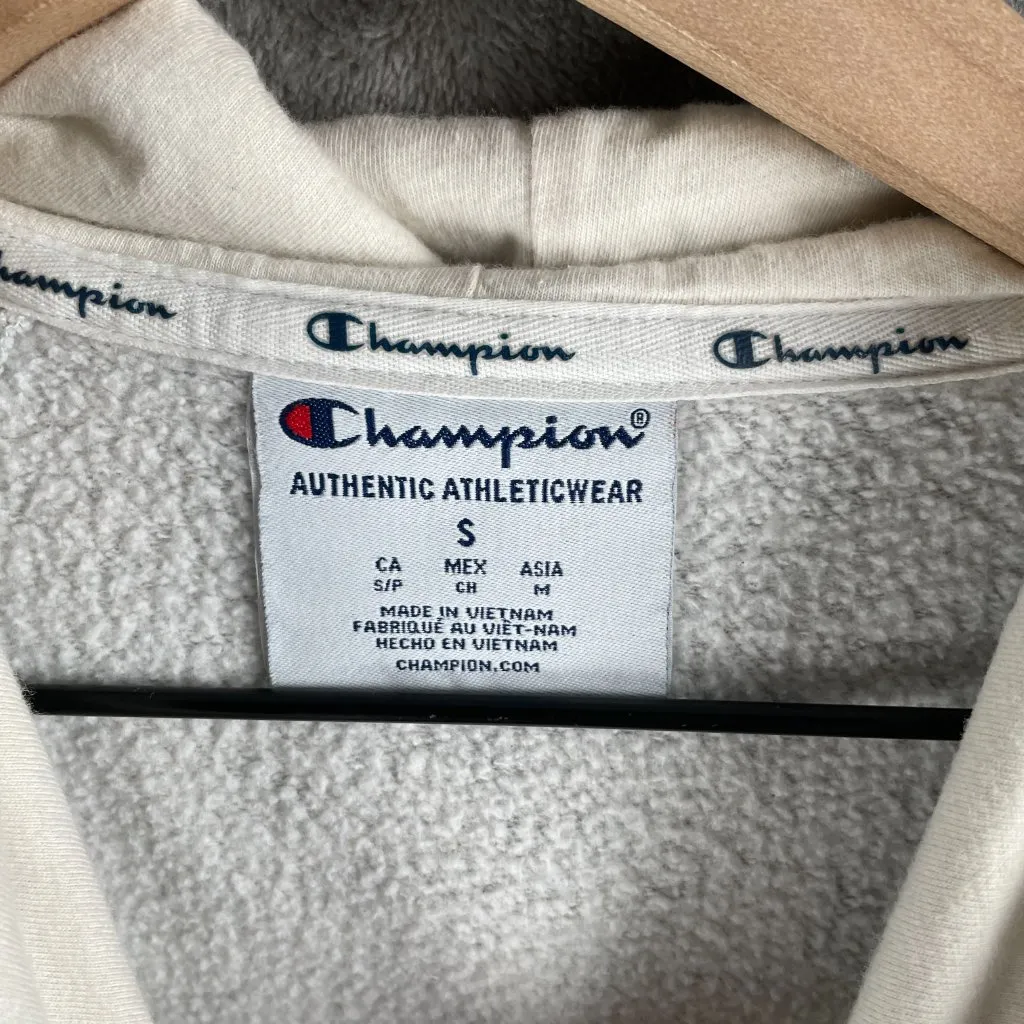 Champion Champion Champion
Champion®
AUTHENTIC ATHLETICWEAR
S
CA MEX ASIA
S/P CH M
MADE IN VIETNAM
FABRIQUÉ AU VIÊT-NAM
HECHO EN VIETNAM
CHAMPION.COM